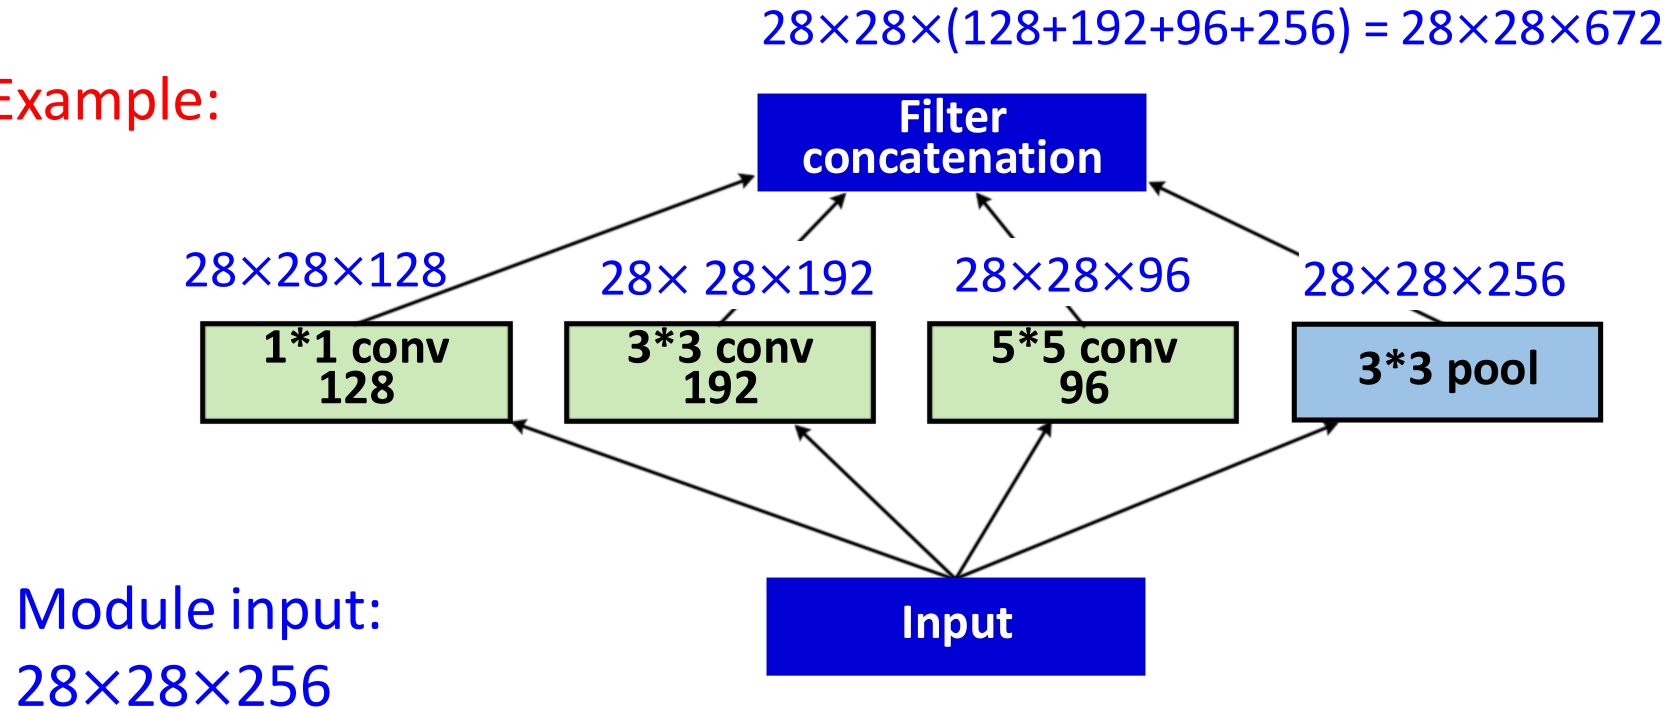 28×28×(128+192+96+256) = 28×28×672
Example:
Filter
concatenation
28×28×128
28× 28×192
28×28×96
28×28×256
1*1 conv
128
3*3 conv
192
5*5 conv
96
3*3 pool
Module input:
28×28×256
Input